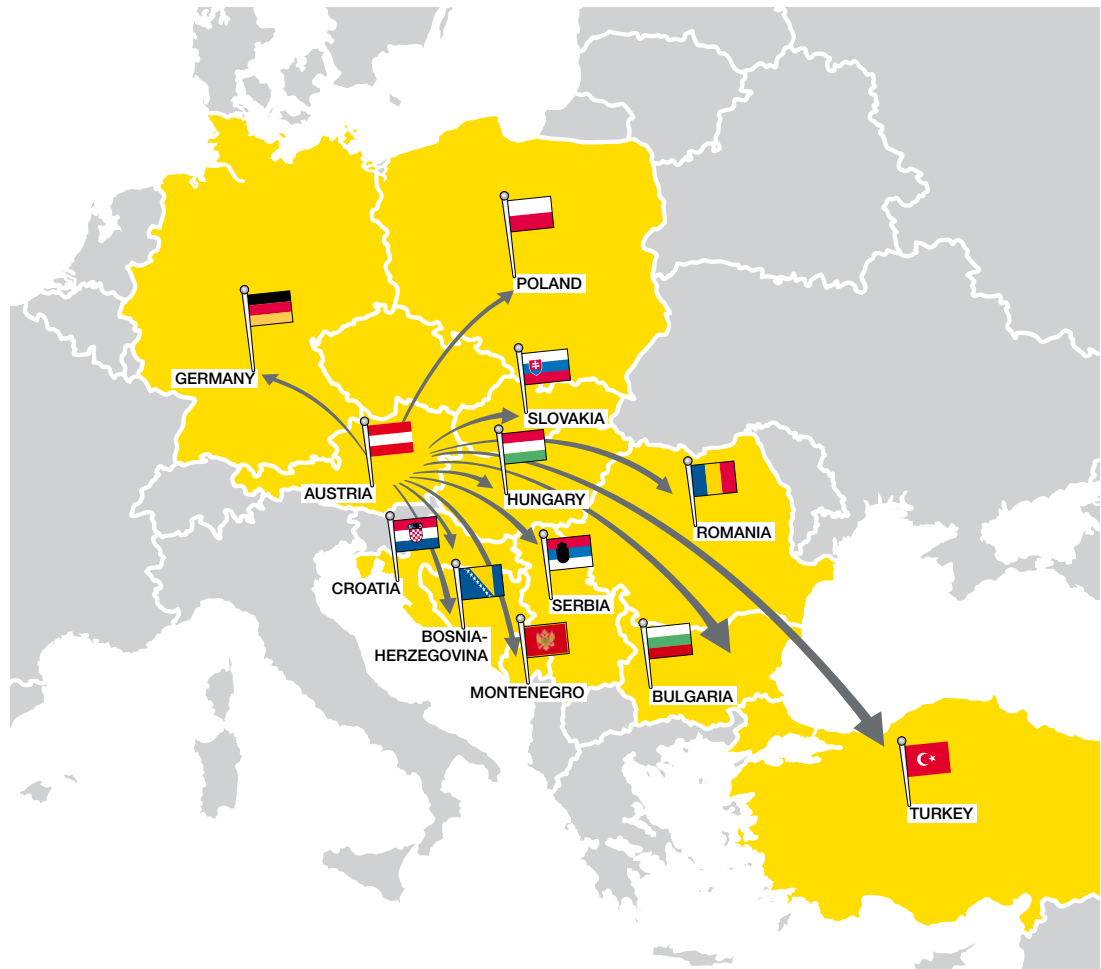 POLAND
GERMANY
SLOVAKIA
AUSTRIA
HUNGARY
ROMANIA
CROATIA
SERBIA
BOSNIA-
HERZEGOVINA
MONTENEGRO
BULGARIA
TURKEY